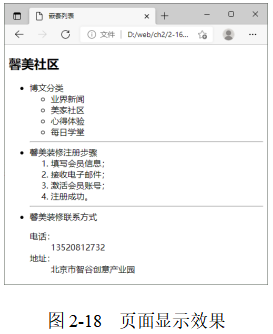 嵌套列表
文件
D:/web/ch2/2-16...
馨美社区
博文分类
业界新闻
美家社区
心得体验
每日学堂
馨美装修注册步骤
1. 填写会员信息；
2. 接收电子邮件；
3. 激活会员账号；
4. 注册成功。
馨美装修联系方式
电话：
13520812732
地址：
北京市智谷创意产业园
图 2-18 页面显示效果